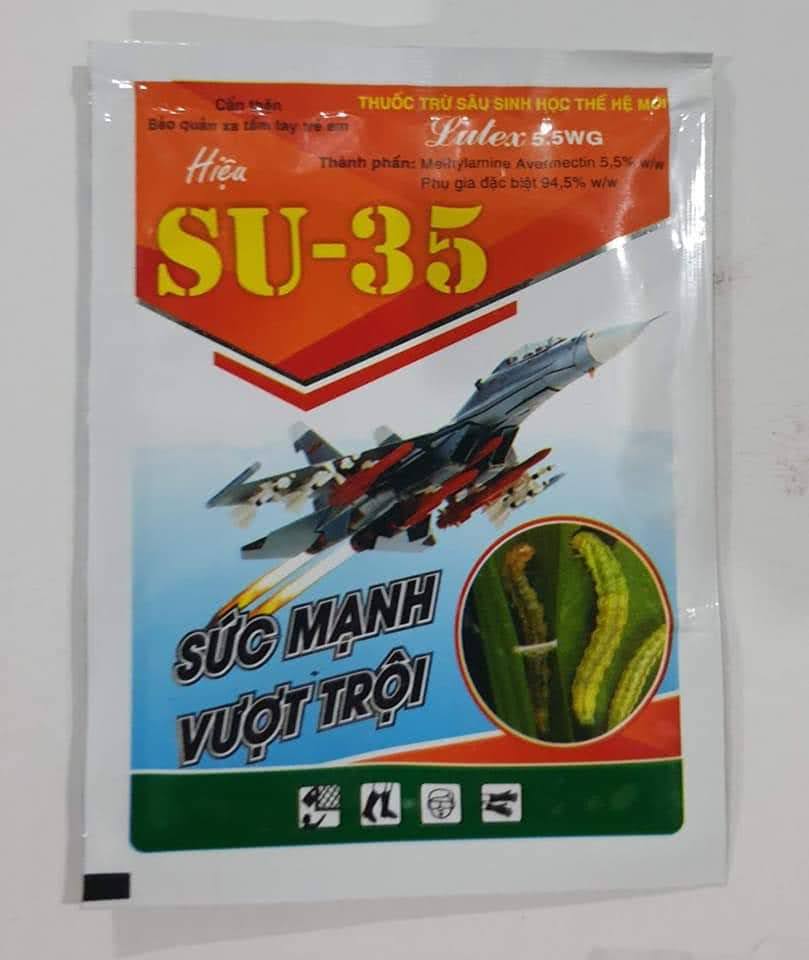 Cẩn thận
Bảo quản xa tầm tay trẻ em
THUỐC TRỪ SÂU SINH HỌC THẾ HỆ MỚI
Lutex 5.5WG
Thành phần: Methylamine Avermectin 5,5% w/w
Phụ gia đặc biệt 94,5% w/w
Hiệu
SU-35
SỨC MẠNH
VƯỢT TRỘI